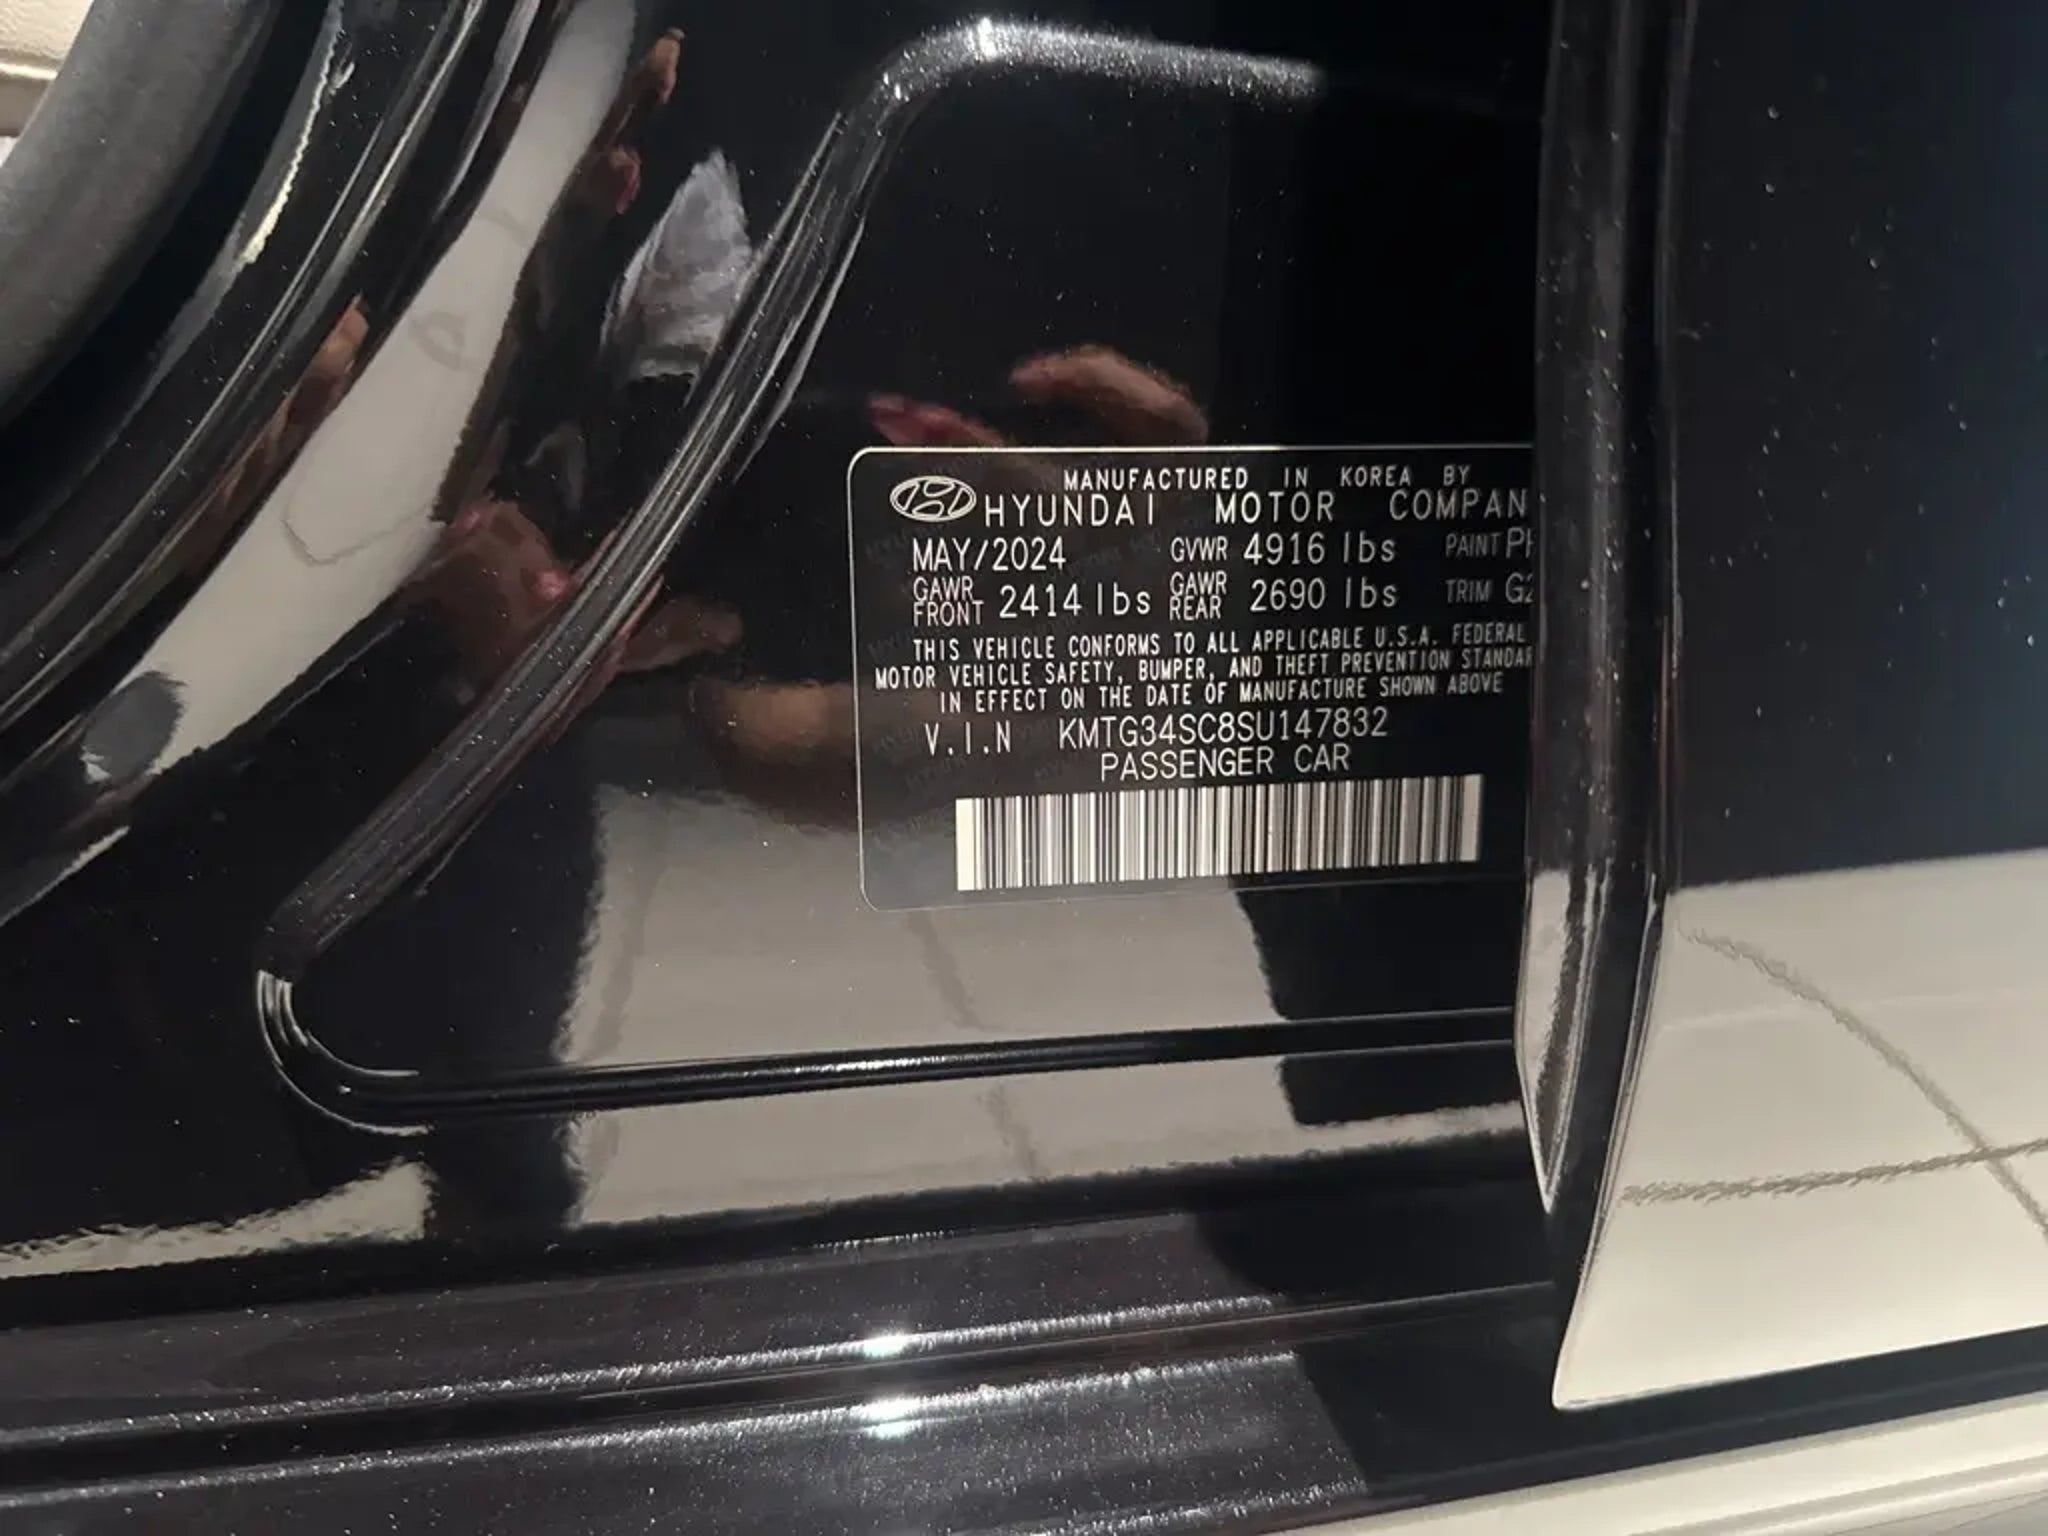 MANUFACTURED IN KOREA BY
HYUNDAI MOTOR COMPAN
MAY/2024 GVWR 4916 lbs PAINT PH
GAWR FRONT 2414 lbs GAWR REAR 2690 lbs TRIM G2
THIS VEHICLE CONFORMS TO ALL APPLICABLE U.S.A. FEDERAL
MOTOR VEHICLE SAFETY, BUMPER, AND THEFT PREVENTION STANDAR
IN EFFECT ON THE DATE OF MANUFACTURE SHOWN ABOVE
V.I.N KMTG34SC8SU147832
PASSENGER CAR